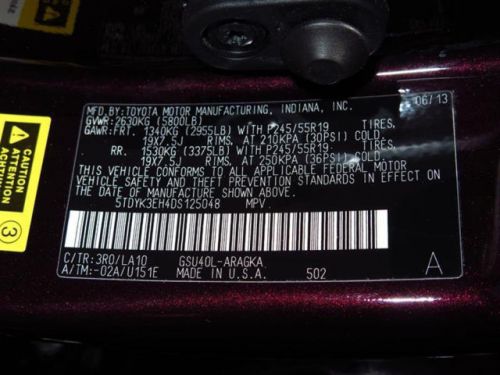 06/13
MFD.BY:TOYOTA MOTOR MANUFACTURING, INDIANA, INC.
GVWR:2630KG(5800LB)
GAWR:FRT. 1340KG(2955LB)WITH P245/55R19 TIRES,
19X7.5J RIMS, AT 210KPA(30PSI)COLD.
RR. 1530KG(3375LB)WITH P245/55R19 TIRES,
19X7.5J RIMS, AT 250KPA(36PSI)COLD.
THIS VEHICLE CONFORMS TO ALL APPLICABLE FEDERAL MOTOR
VEHICLE SAFETY AND THEFT PREVENTION STANDARDS IN EFFECT ON
THE DATE OF MANUFACTURE SHOWN ABOVE.
5TDYK3EH4DS125048 MPV
C/TR:3R0/LA10 GSU40L-ARAGKA
A/TM:-02A/U151E MADE IN U.S.A. 502
A
CAUTION
ATTENTION
3